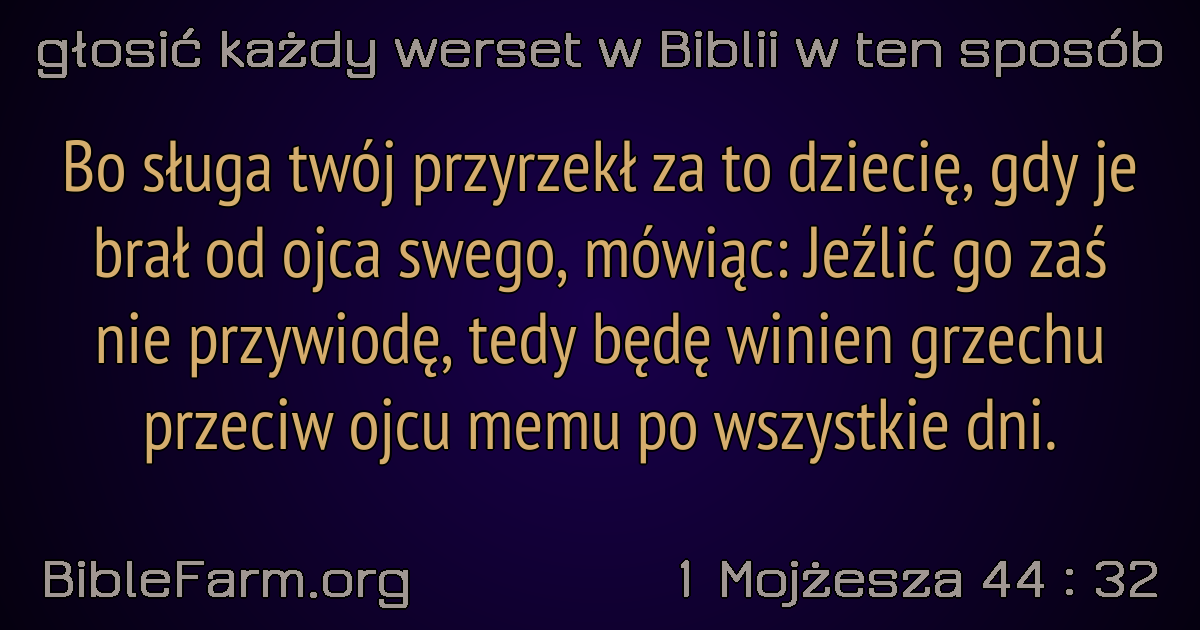 głosić każdy werset w Biblii w ten sposób
Bo sługa twój przyrzekł za to dziecię, gdy je
brał od ojca swego, mówiąc: Jeźlić go zaś
nie przywiodę, tedy będę winien grzechu
przeciw ojcu memu po wszystkie dni.
BibleFarm.org
1 Mojżesza 44 : 32